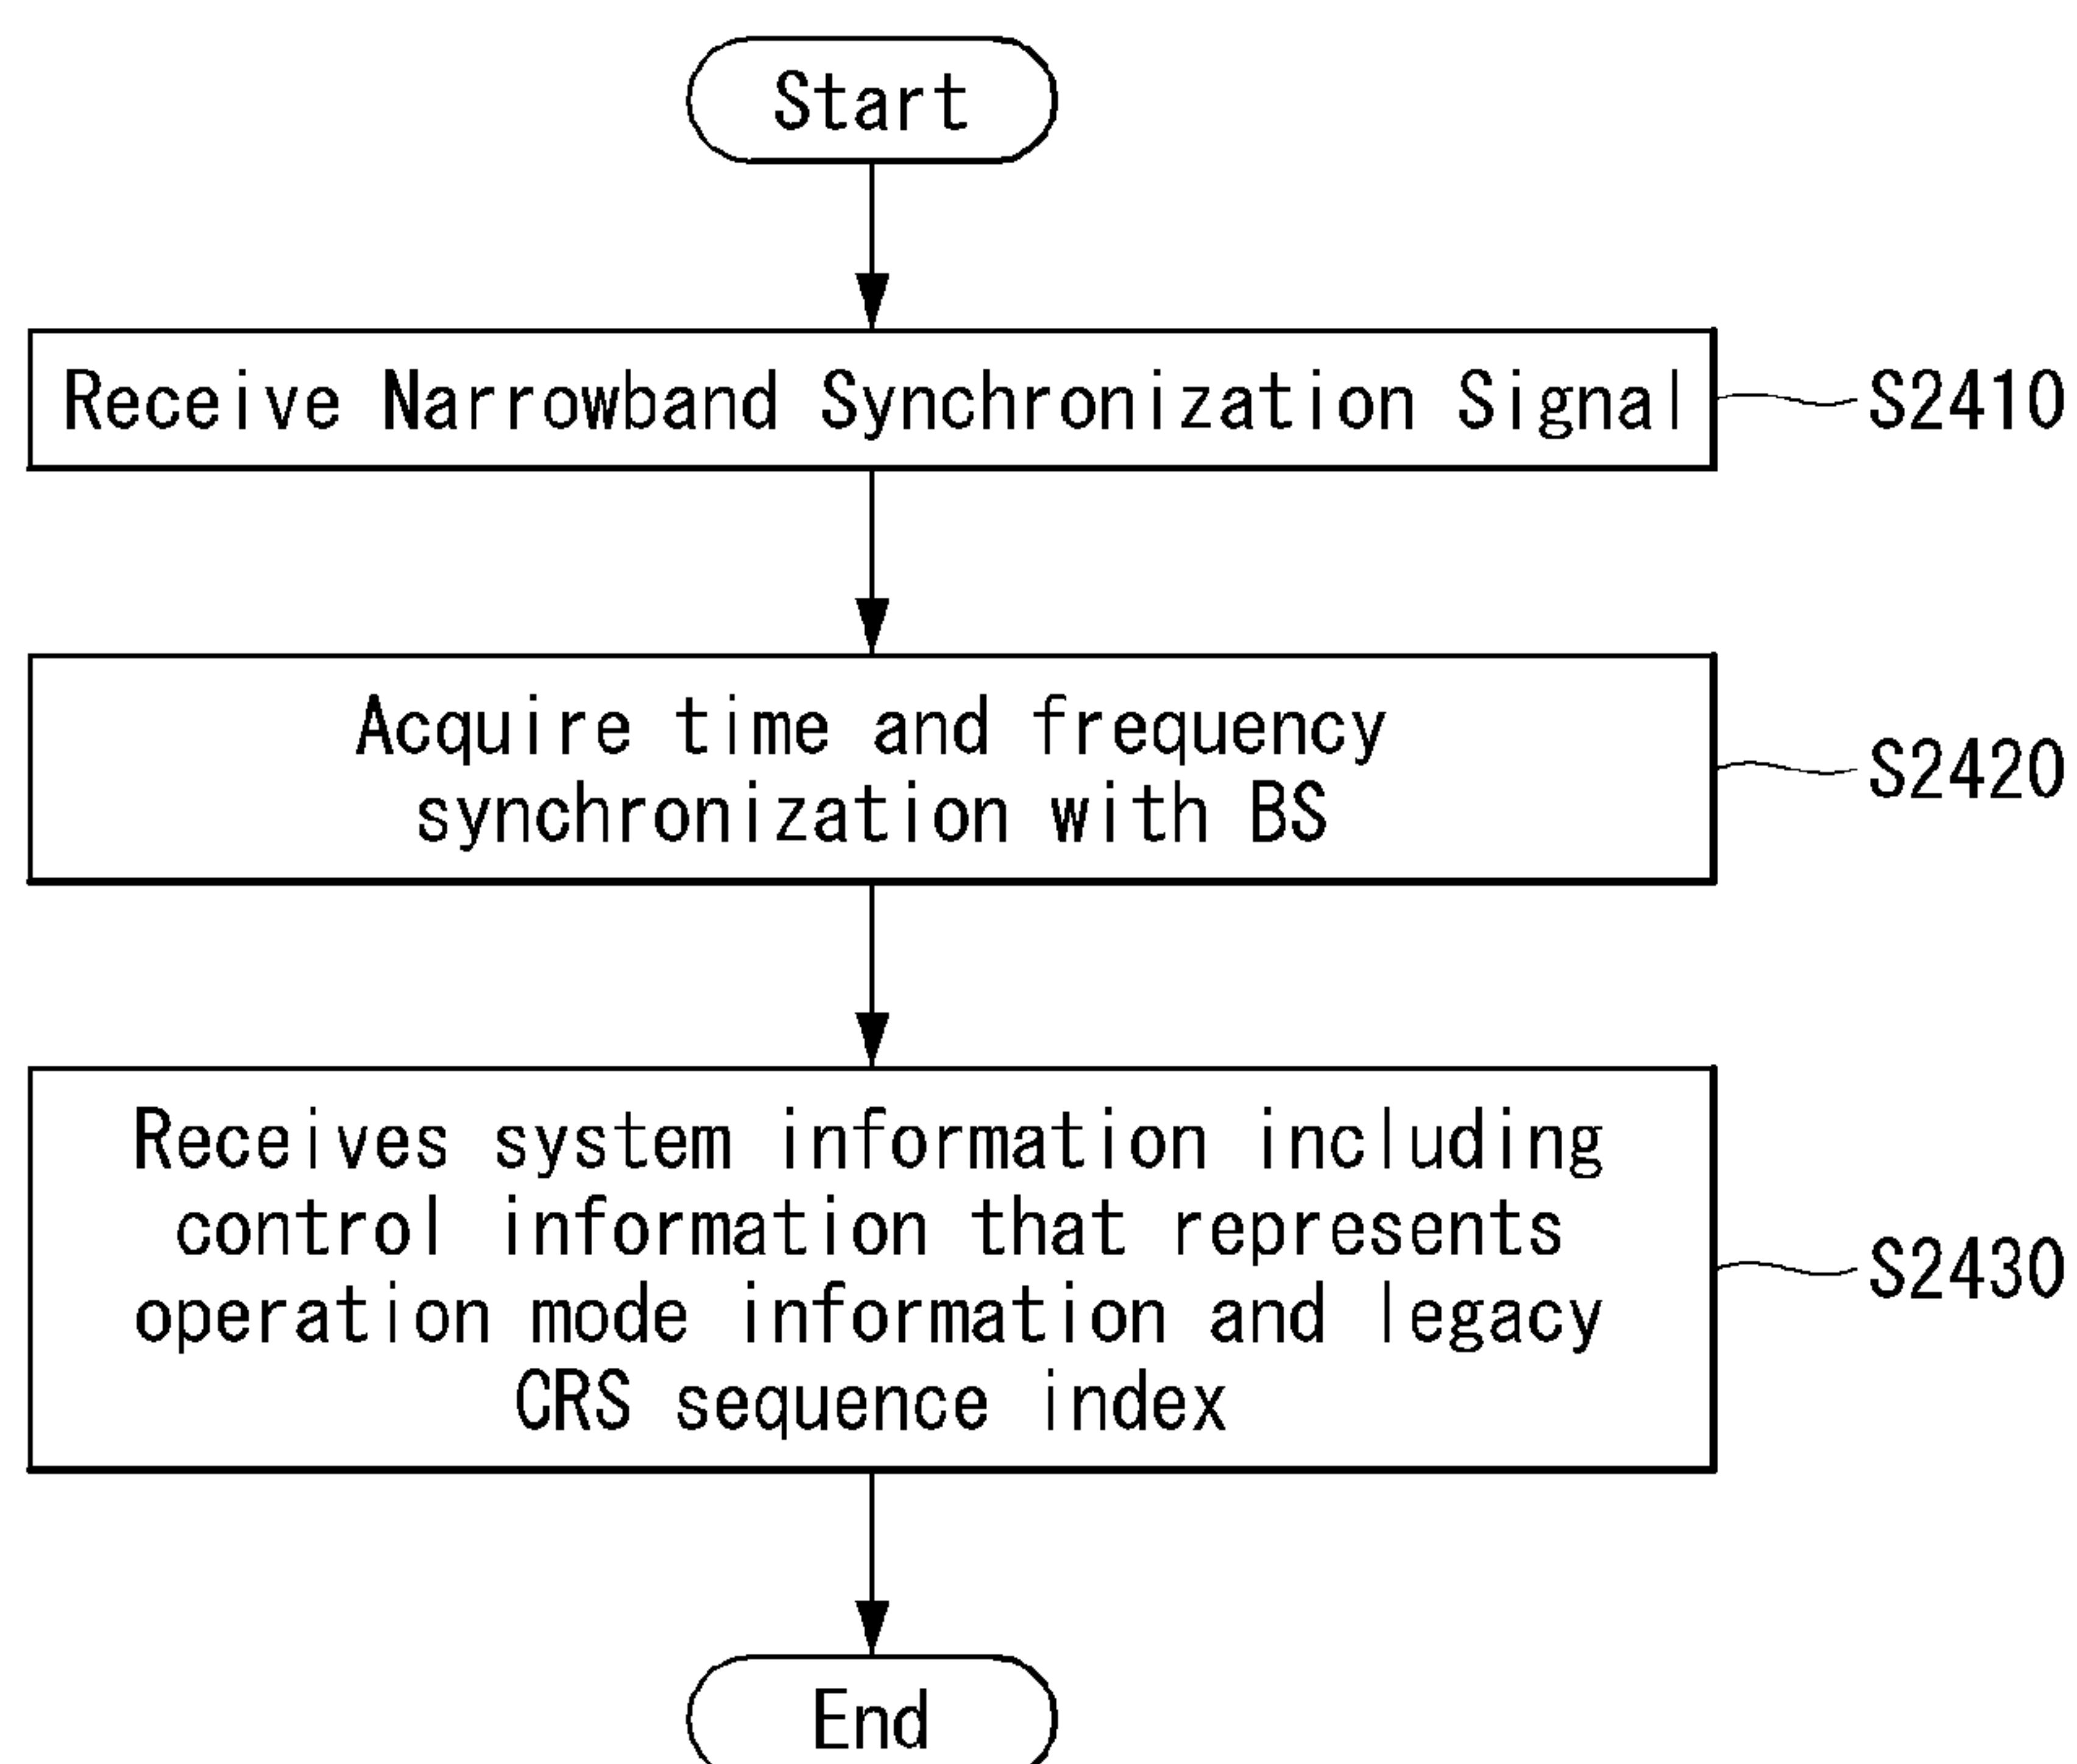 Start
Receive Narrowband Synchronization Signal
S2410
Acquire time and frequency
synchronization with BS
S2420
Receives system information including
control information that represents
operation mode information and legacy
CRS sequence index
S2430
End